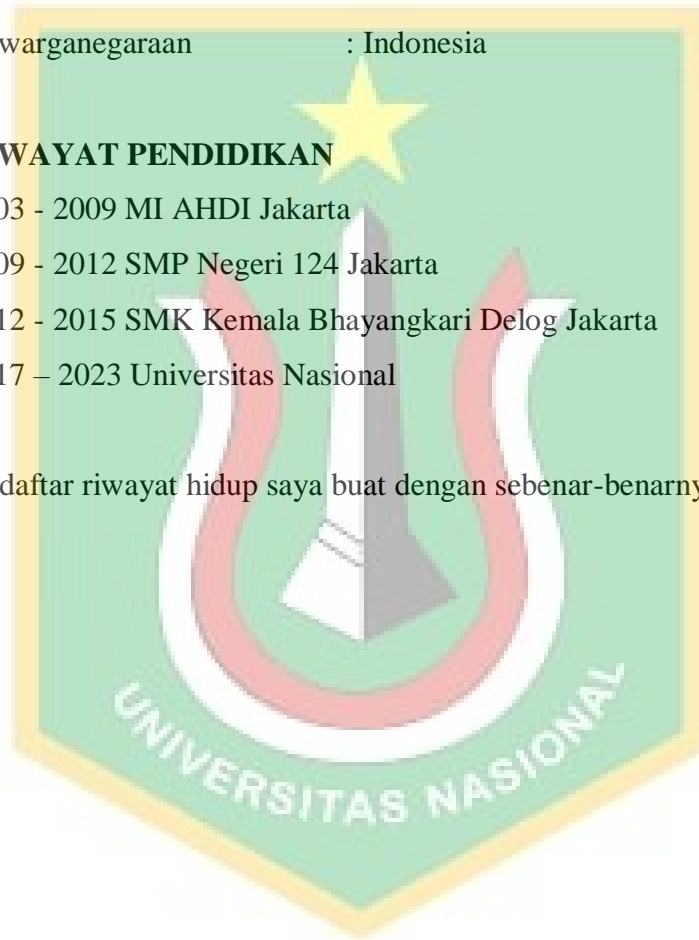 warganegaraan : Indonesia
WAYAT PENDIDIKAN
03 - 2009 MI AHDI Jakarta
09 - 2012 SMP Negeri 124 Jakarta
12 - 2015 SMK Kemala Bhayangkari Delog Jakarta
17 – 2023 Universitas Nasional
daftar riwayat hidup saya buat dengan sebenar-benarny
UNIVERSITAS NASIONAL